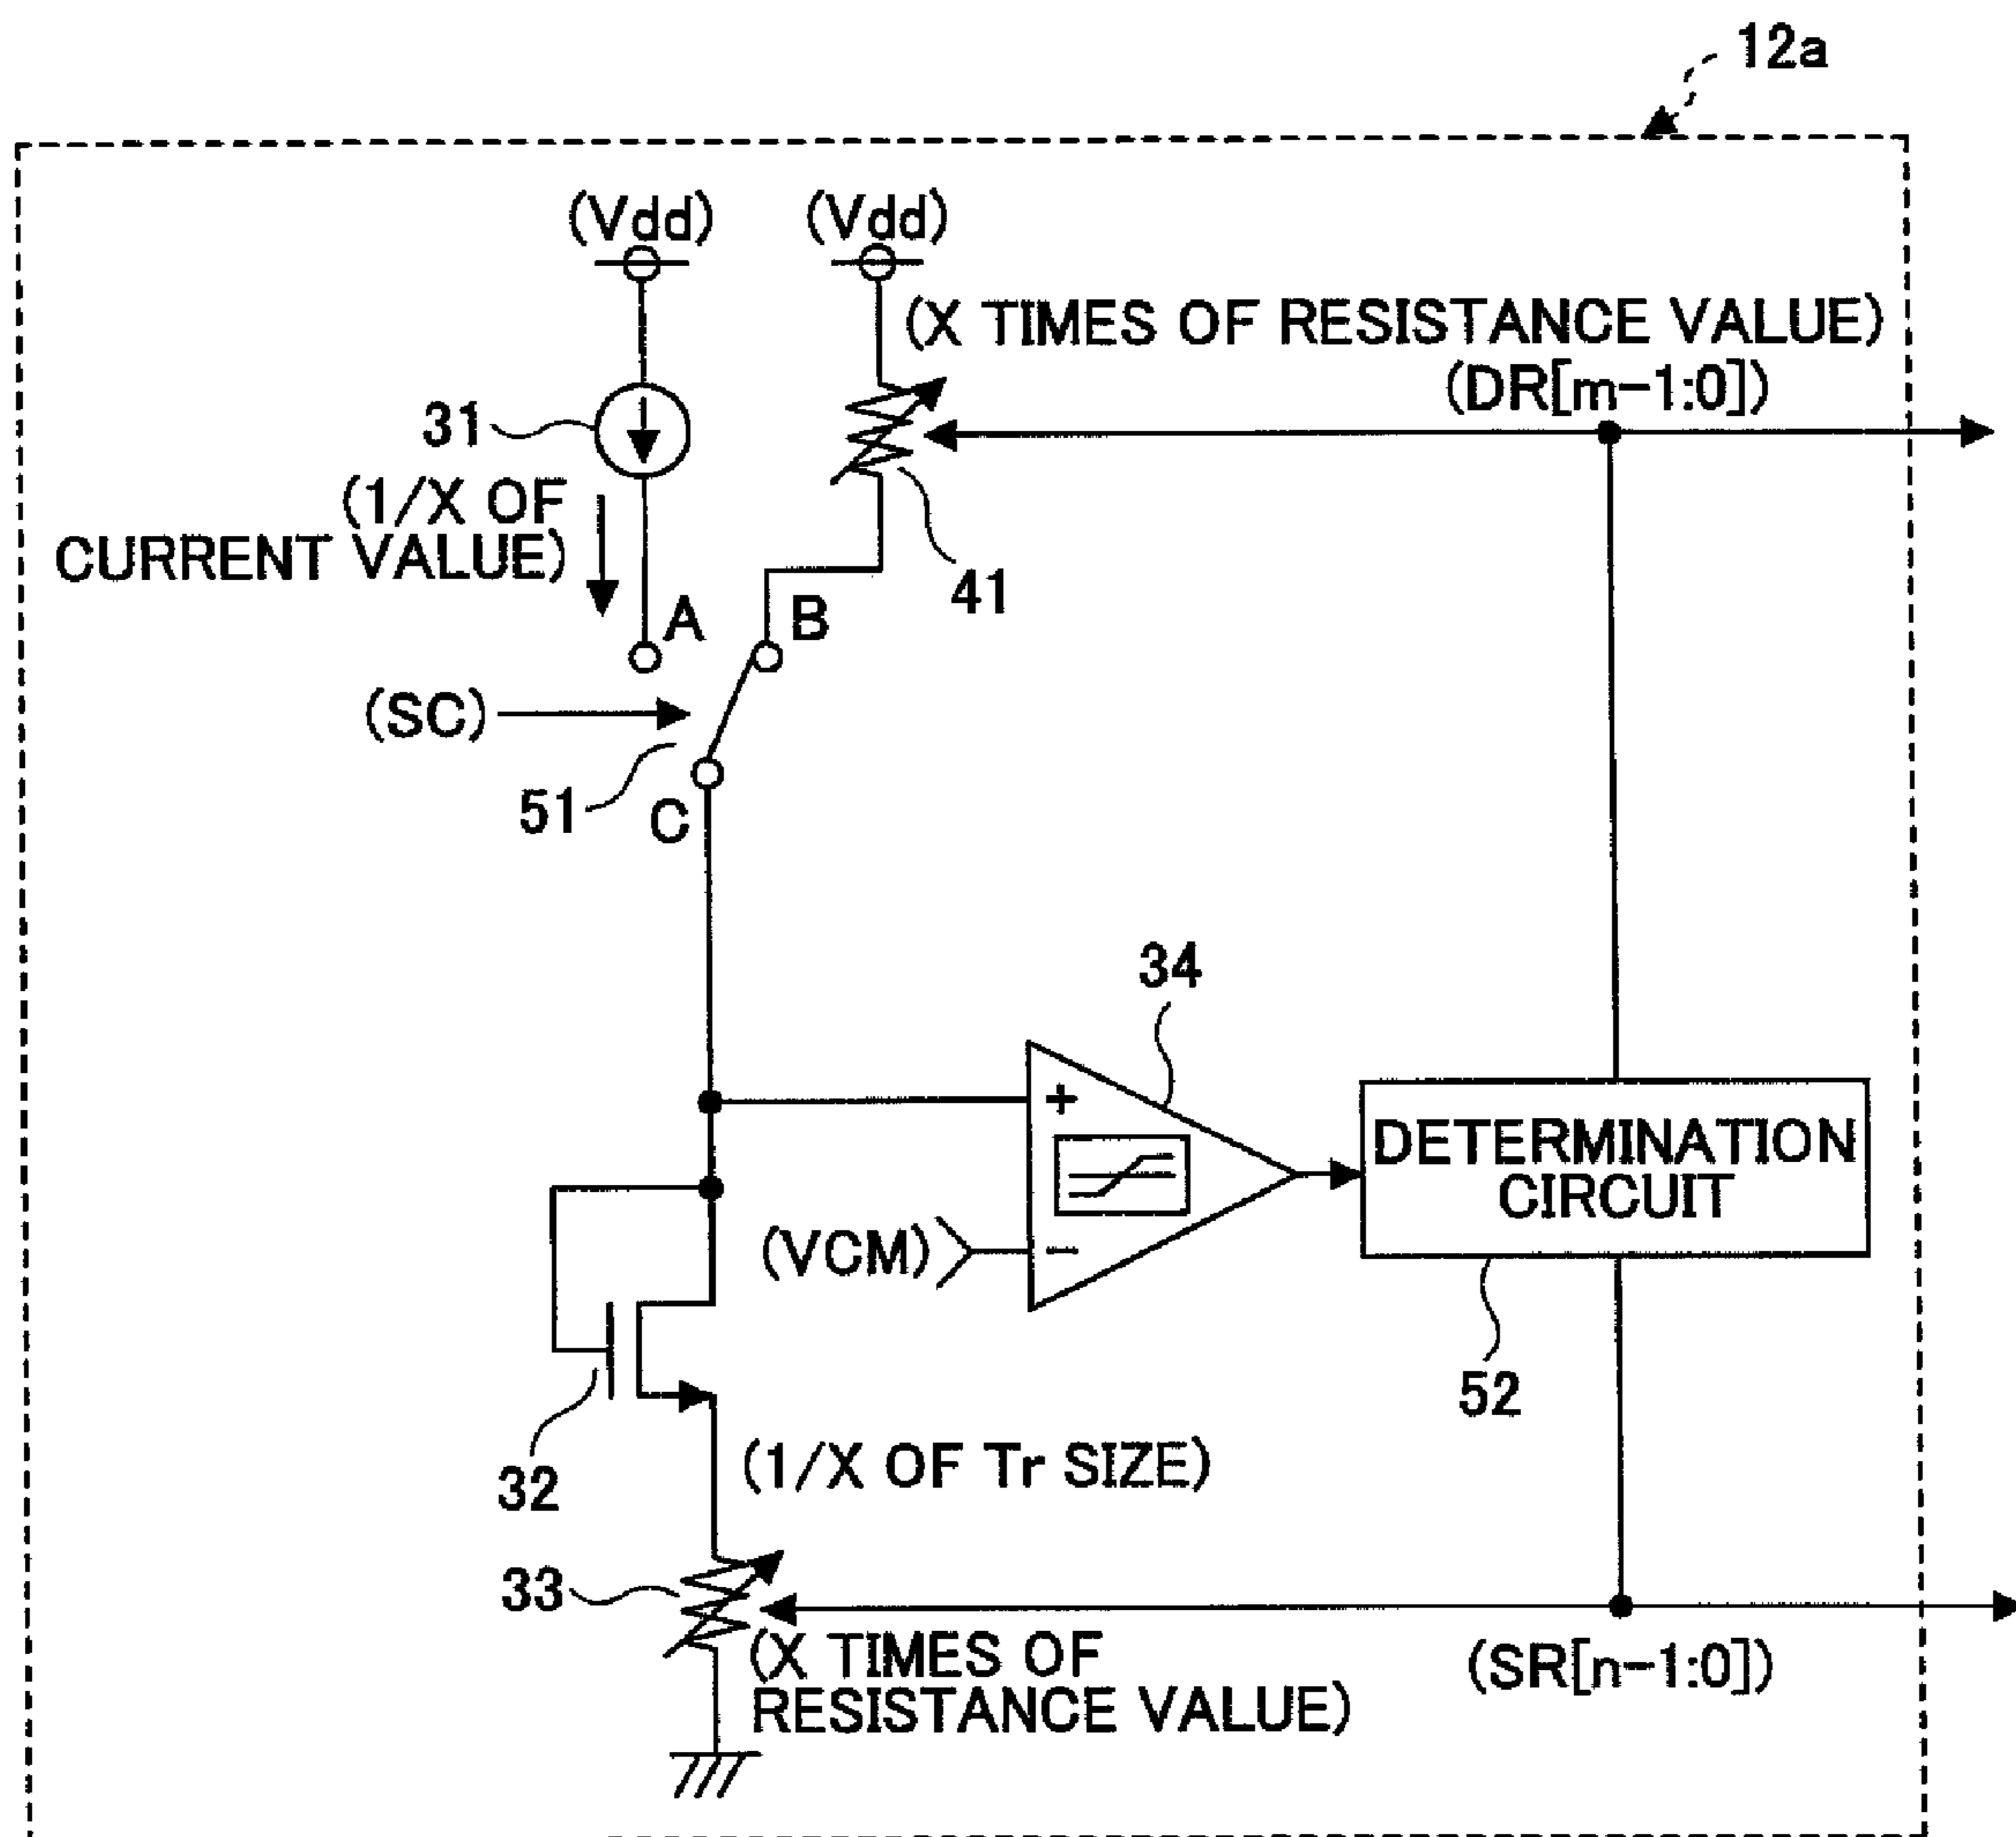 12a
(Vdd) (Vdd)
(X TIMES OF RESISTANCE VALUE)
(DR[m-1:0])
31
(1/X OF
CURRENT VALUE)
41
A B
(SC)
51
C
34
+
DETERMINATION
CIRCUIT
(VCM)
-
52
32
(1/X OF Tr SIZE)
33
(X TIMES OF
RESISTANCE VALUE)
(SR[n-1:0])